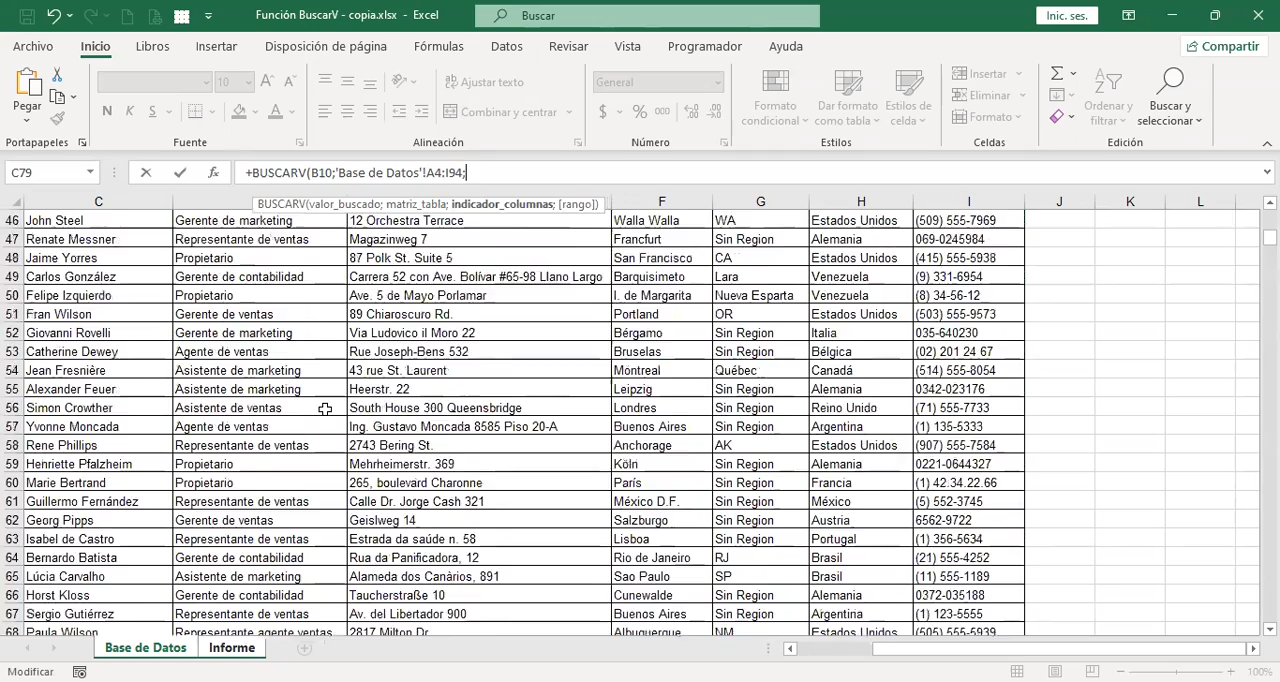 Función BuscarV - copia.xlsx - Excel
Buscar
Inic. ses.
Archivo Inicio Libros Insertar Disposición de página Fórmulas Datos Revisar Vista Programador Ayuda Compartir
Pegar
10
N K S
Ajustar texto
Combinar y centrar
General
$ % 000
Formato condicional
Dar formato como tabla
Estilos de celda
Insertar
Eliminar
Formato
Ordenar y filtrar
Buscar y seleccionar
Portapapeles Fuente Alineación Número Estilos Celdas Edición
C79 fx +BUSCARV(B10;'Base de Datos'!A4:I94;
BUSCARV(valor_buscado; matriz_tabla; indicador_columnas; [rango])
C F G H I J K L
46 John Steel Gerente de marketing 12 Orchestra Terrace Walla Walla WA Estados Unidos (509) 555-7969
47 Renate Messner Representante de ventas Magazinweg 7 Francfurt Sin Region Alemania 069-0245984
48 Jaime Yorres Propietario 87 Polk St. Suite 5 San Francisco CA Estados Unidos (415) 555-5938
49 Carlos González Gerente de contabilidad Carrera 52 con Ave. Bolívar #65-98 Llano Largo Barquisimeto Lara Venezuela (9) 331-6954
50 Felipe Izquierdo Propietario Ave. 5 de Mayo Porlamar I. de Margarita Nueva Esparta Venezuela (8) 34-56-12
51 Fran Wilson Gerente de ventas 89 Chiaroscuro Rd. Portland OR Estados Unidos (503) 555-9573
52 Giovanni Rovelli Gerente de marketing Via Ludovico il Moro 22 Bérgamo Sin Region Italia 035-640230
53 Catherine Dewey Agente de ventas Rue Joseph-Bens 532 Bruselas Sin Region Bélgica (02) 201 24 67
54 Jean Fresnière Asistente de marketing 43 rue St. Laurent Montreal Québec Canadá (514) 555-8054
55 Alexander Feuer Asistente de marketing Heerstr. 22 Leipzig Sin Region Alemania 0342-023176
56 Simon Crowther Asistente de ventas South House 300 Queensbridge Londres Sin Region Reino Unido (71) 555-7733
57 Yvonne Moncada Agente de ventas Ing. Gustavo Moncada 8585 Piso 20-A Buenos Aires Sin Region Argentina (1) 135-5333
58 Rene Phillips Representante de ventas 2743 Bering St. Anchorage AK Estados Unidos (907) 555-7584
59 Henriette Pfalzheim Propietario Mehrheimerstr. 369 Köln Sin Region Alemania 0221-0644327
60 Marie Bertrand Propietario 265, boulevard Charonne París Sin Region Francia (1) 42.34.22.66
61 Guillermo Fernández Representante de ventas Calle Dr. Jorge Cash 321 México D.F. Sin Region México (5) 552-3745
62 Georg Pipps Gerente de ventas Geislweg 14 Salzburgo Sin Region Austria 6562-9722
63 Isabel de Castro Representante de ventas Estrada da saúde n. 58 Lisboa Sin Region Portugal (1) 356-5634
64 Bernardo Batista Gerente de contabilidad Rua da Panificadora, 12 Rio de Janeiro RJ Brasil (21) 555-4252
65 Lúcia Carvalho Asistente de marketing Alameda dos Canàrios, 891 Sao Paulo SP Brasil (11) 555-1189
66 Horst Kloss Gerente de contabilidad Taucherstraße 10 Cunewalde Sin Region Alemania 0372-035188
67 Sergio Gutiérrez Representante de ventas Av. del Libertador 900 Buenos Aires Sin Region Argentina (1) 123-5555
68 Paula Wilson Representante agente ventas 2817 Milton Dr. Albuquerque NM Estados Unidos (505) 555-5939
Base de Datos Informe
Modificar 100%